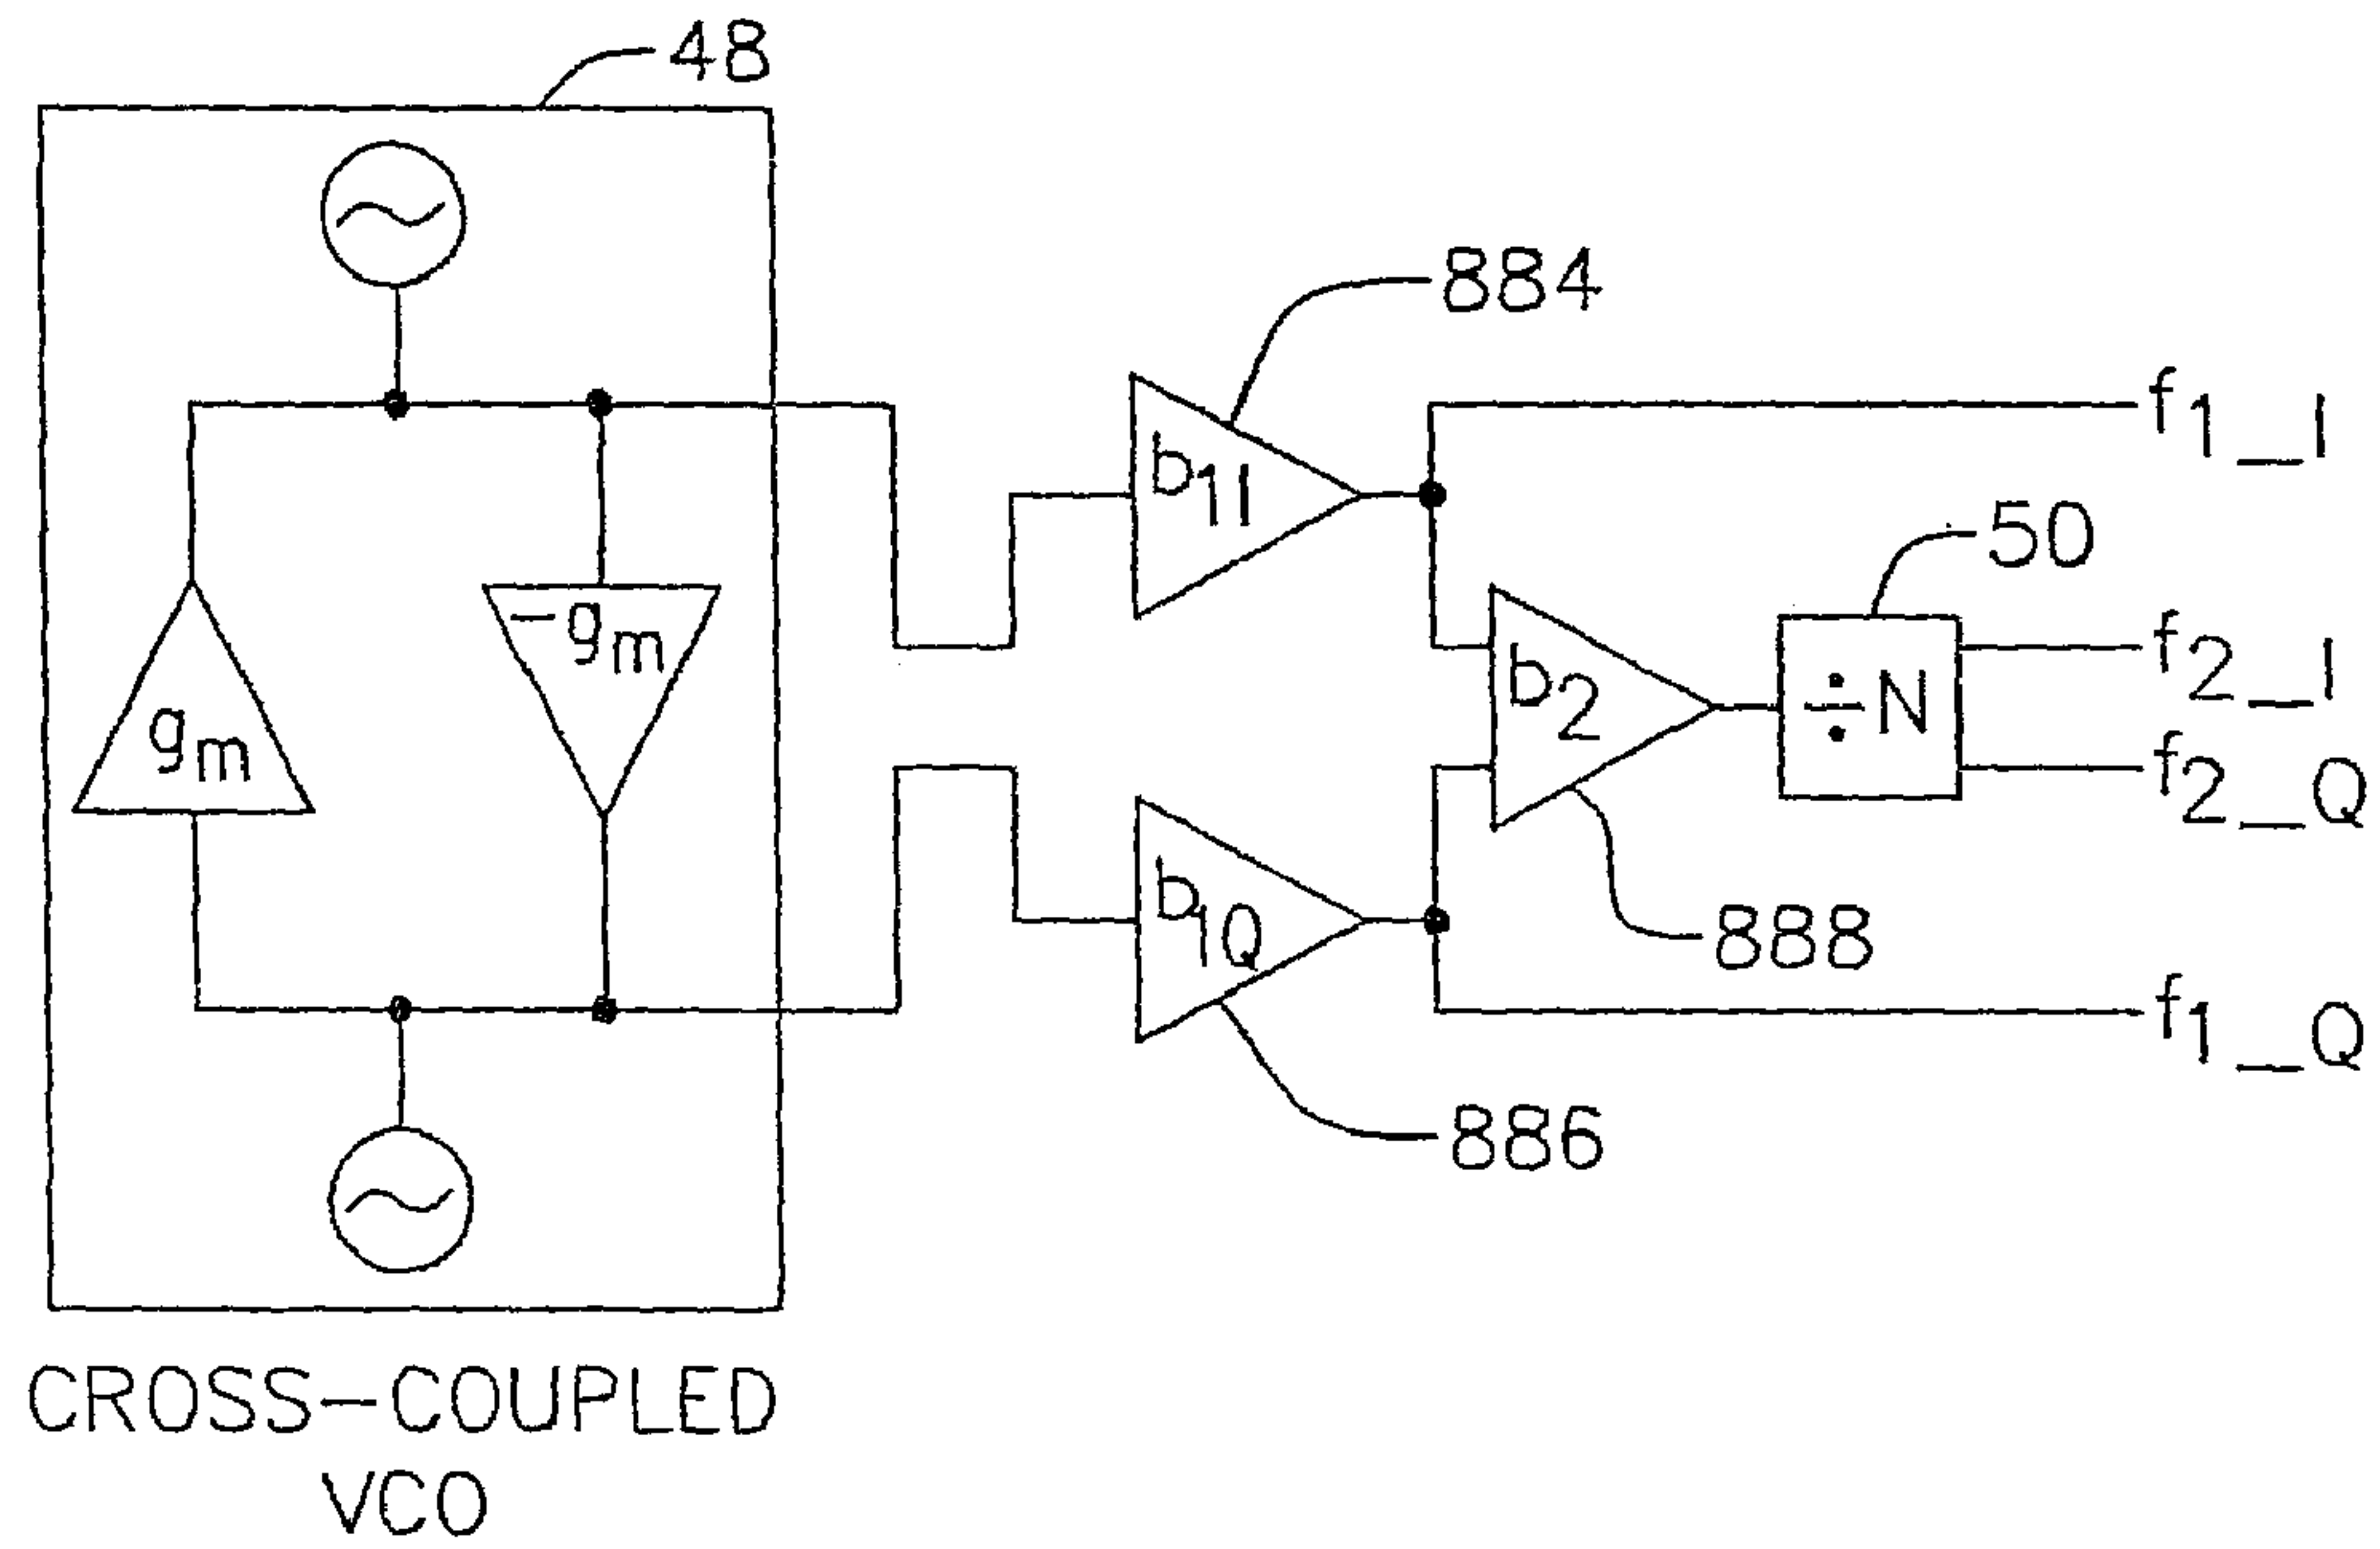 48
884
b1I
f1_I
50
-gm
f2_I
gm
b2
÷N
f2_Q
b1Q
888
f1_Q
886
CROSS-COUPLED
VCO